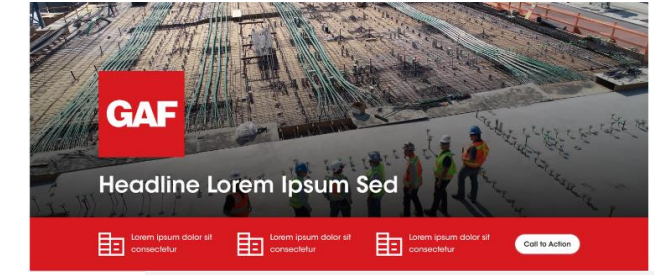 GAF
Headline Lorem Ipsum Sed
Lorem ipsum dolor sit
consectetur
Lorem ipsum dolor sit
consectetur
Lorem ipsum dolor sit
consectetur
Call to Action